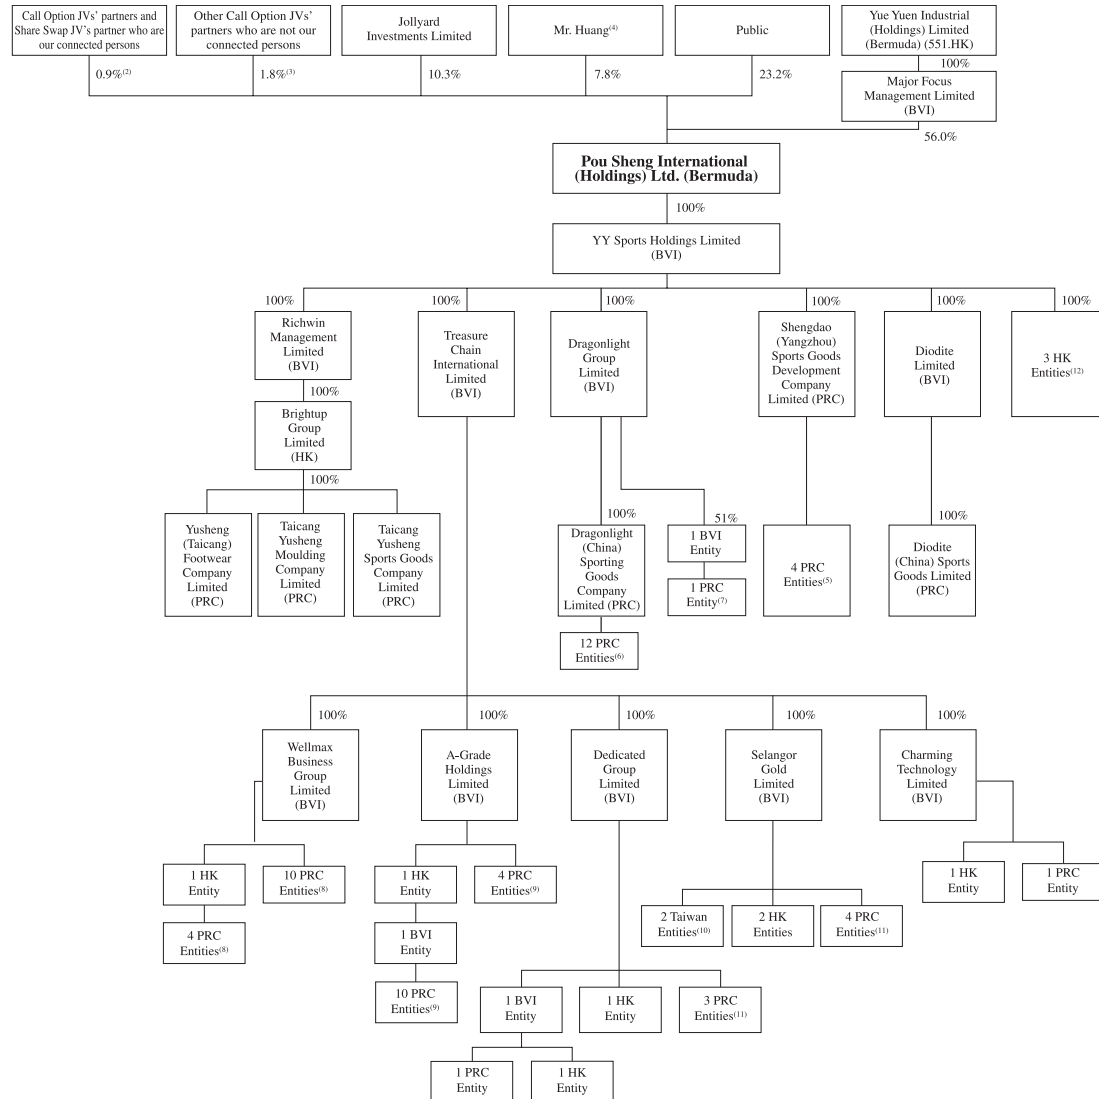 Call Option JVs' partners and
Share Swap JV's partner who are
our connected persons
Other Call Option JVs'
partners who are not our
connected persons
Jollyard
Investments Limited
Mr. Huang(4)
Public
Yue Yuen Industrial
(Holdings) Limited
(Bermuda) (551.HK)
0.9%(2)
1.8%(3)
10.3%
7.8%
23.2%
100%
Major Focus
Management Limited
(BVI)
56.0%
Pou Sheng International
(Holdings) Ltd. (Bermuda)
100%
YY Sports Holdings Limited
(BVI)
100%
100%
100%
100%
100%
100%
Richwin
Management
Limited
(BVI)
Treasure
Chain
International
Limited
(BVI)
Dragonlight
Group
Limited
(BVI)
Shengdao
(Yangzhou)
Sports Goods
Development
Company
Limited (PRC)
Diodite
Limited
(BVI)
3 HK
Entities(12)
100%
Brightup
Group
Limited
(HK)
100%
Yusheng
(Taicang)
Footwear
Company
Limited
(PRC)
Taicang
Yusheng
Moulding
Company
Limited
(PRC)
Taicang
Yusheng
Sports Goods
Company
Limited
(PRC)
100%
Dragonlight
(China)
Sporting
Goods
Company
Limited (PRC)
12 PRC
Entities(6)
51%
1 BVI
Entity
1 PRC
Entity(7)
4 PRC
Entities(5)
100%
Diodite
(China) Sports
Goods Limited
(PRC)
100%
100%
100%
100%
100%
Wellmax
Business
Group
Limited
(BVI)
A-Grade
Holdings
Limited
(BVI)
Dedicated
Group
Limited
(BVI)
Selangor
Gold
Limited
(BVI)
Charming
Technology
Limited
(BVI)
1 HK
Entity
10 PRC
Entities(8)
4 PRC
Entities(8)
1 HK
Entity
4 PRC
Entities(9)
1 BVI
Entity
10 PRC
Entities(9)
2 Taiwan
Entities(10)
2 HK
Entities
4 PRC
Entities(11)
1 HK
Entity
1 PRC
Entity
1 BVI
Entity
1 HK
Entity
3 PRC
Entities(11)
1 PRC
Entity
1 HK
Entity